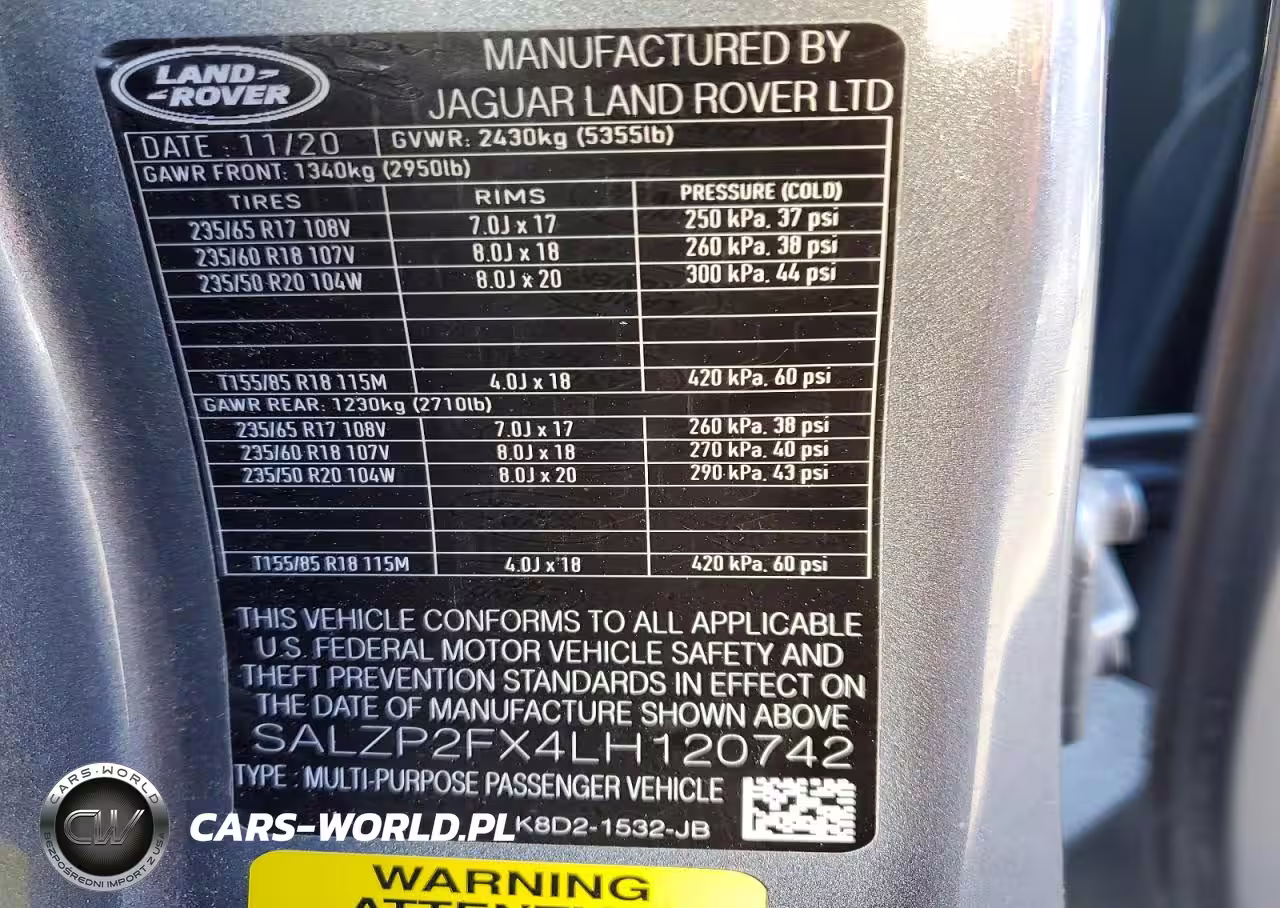 LAND-
-ROVER
MANUFACTURED BY
JAGUAR LAND ROVER LTD
DATE : 11/20 GVWR: 2430kg (5355lb)
GAWR FRONT: 1340kg (2950lb)
TIRES RIMS PRESSURE (COLD)
235/65 R17 108V 7.0J x 17 250 kPa. 37 psi
235/60 R18 107V 8.0J x 18 260 kPa. 38 psi
235/50 R20 104W 8.0J x 20 300 kPa. 44 psi
T155/85 R18 115M 4.0J x 18 420 kPa. 60 psi
GAWR REAR: 1230kg (2710lb)
235/65 R17 108V 7.0J x 17 260 kPa. 38 psi
235/60 R18 107V 8.0J x 18 270 kPa. 40 psi
235/50 R20 104W 8.0J x 20 290 kPa. 43 psi
T155/85 R18 115M 4.0J x 18 420 kPa. 60 psi
THIS VEHICLE CONFORMS TO ALL APPLICABLE
U.S. FEDERAL MOTOR VEHICLE SAFETY AND
THEFT PREVENTION STANDARDS IN EFFECT ON
THE DATE OF MANUFACTURE SHOWN ABOVE
SALZP2FX4LH120742
TYPE : MULTI-PURPOSE PASSENGER VEHICLE
K8D2-1532-JB
CARS-WORLD
CW
BEZPOŚREDNI IMPORT Z USA
CARS-WORLD.PL
WARNING